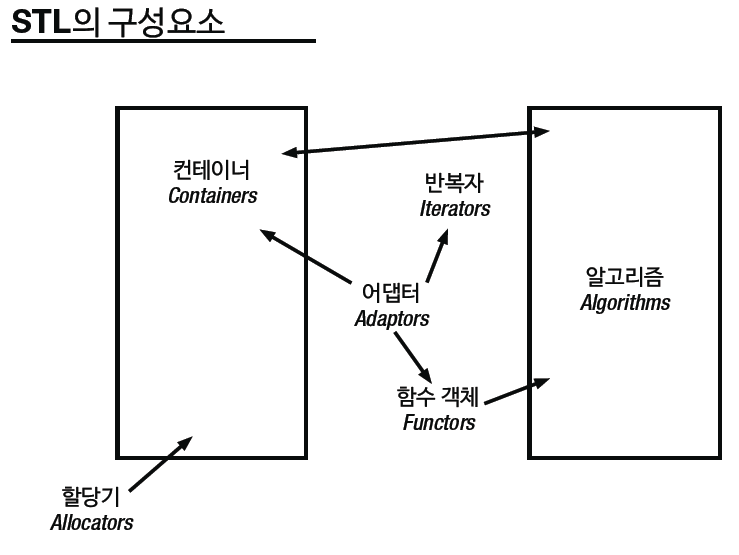 STL의 구성요소
컨테이너
Containers
반복자
Iterators
어댑터
Adaptors
알고리즘
Algorithms
함수 객체
Functors
할당기
Allocators